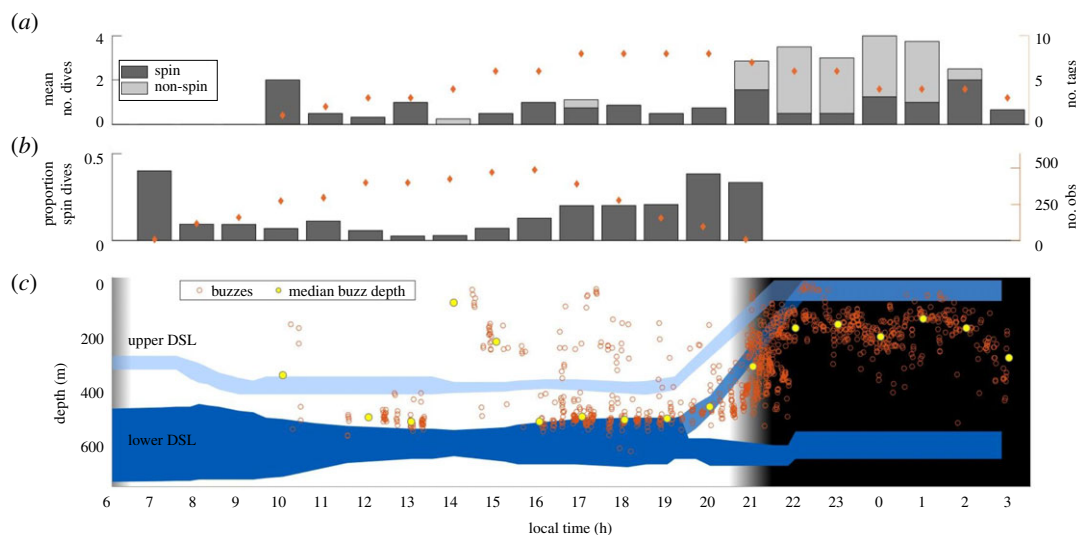 (a)
4
2
0
mean
no. dives
spin
non-spin
10
5
0
no. tags
(b)
0.5
0
proportion
spin dives
500
250
0
no. obs
(c)
0
200
400
600
depth (m)
buzzes
median buzz depth
upper DSL
lower DSL
6 7 8 9 10 11 12 13 14 15 16 17 18 19 20 21 22 23 0 1 2 3
local time (h)